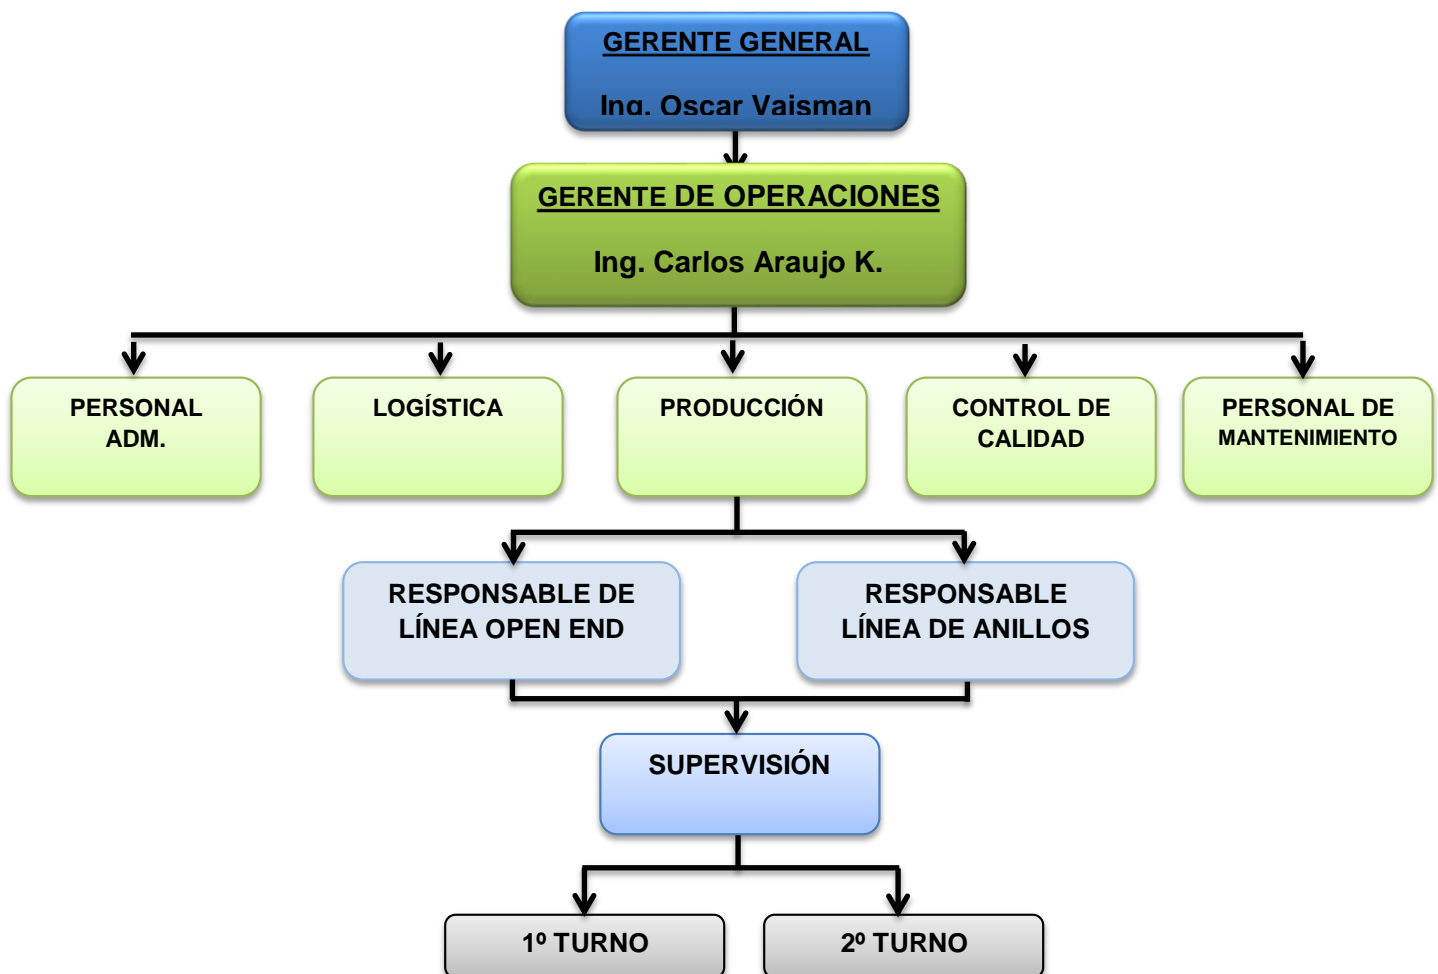 GERENTE GENERAL
Ing. Oscar Vaisman
GERENTE DE OPERACIONES
Ing. Carlos Araujo K.
PERSONAL
ADM.
LOGÍSTICA
PRODUCCIÓN
CONTROL DE
CALIDAD
PERSONAL DE
MANTENIMIENTO
RESPONSABLE DE
LÍNEA OPEN END
RESPONSABLE
LÍNEA DE ANILLOS
SUPERVISIÓN
1º TURNO
2º TURNO